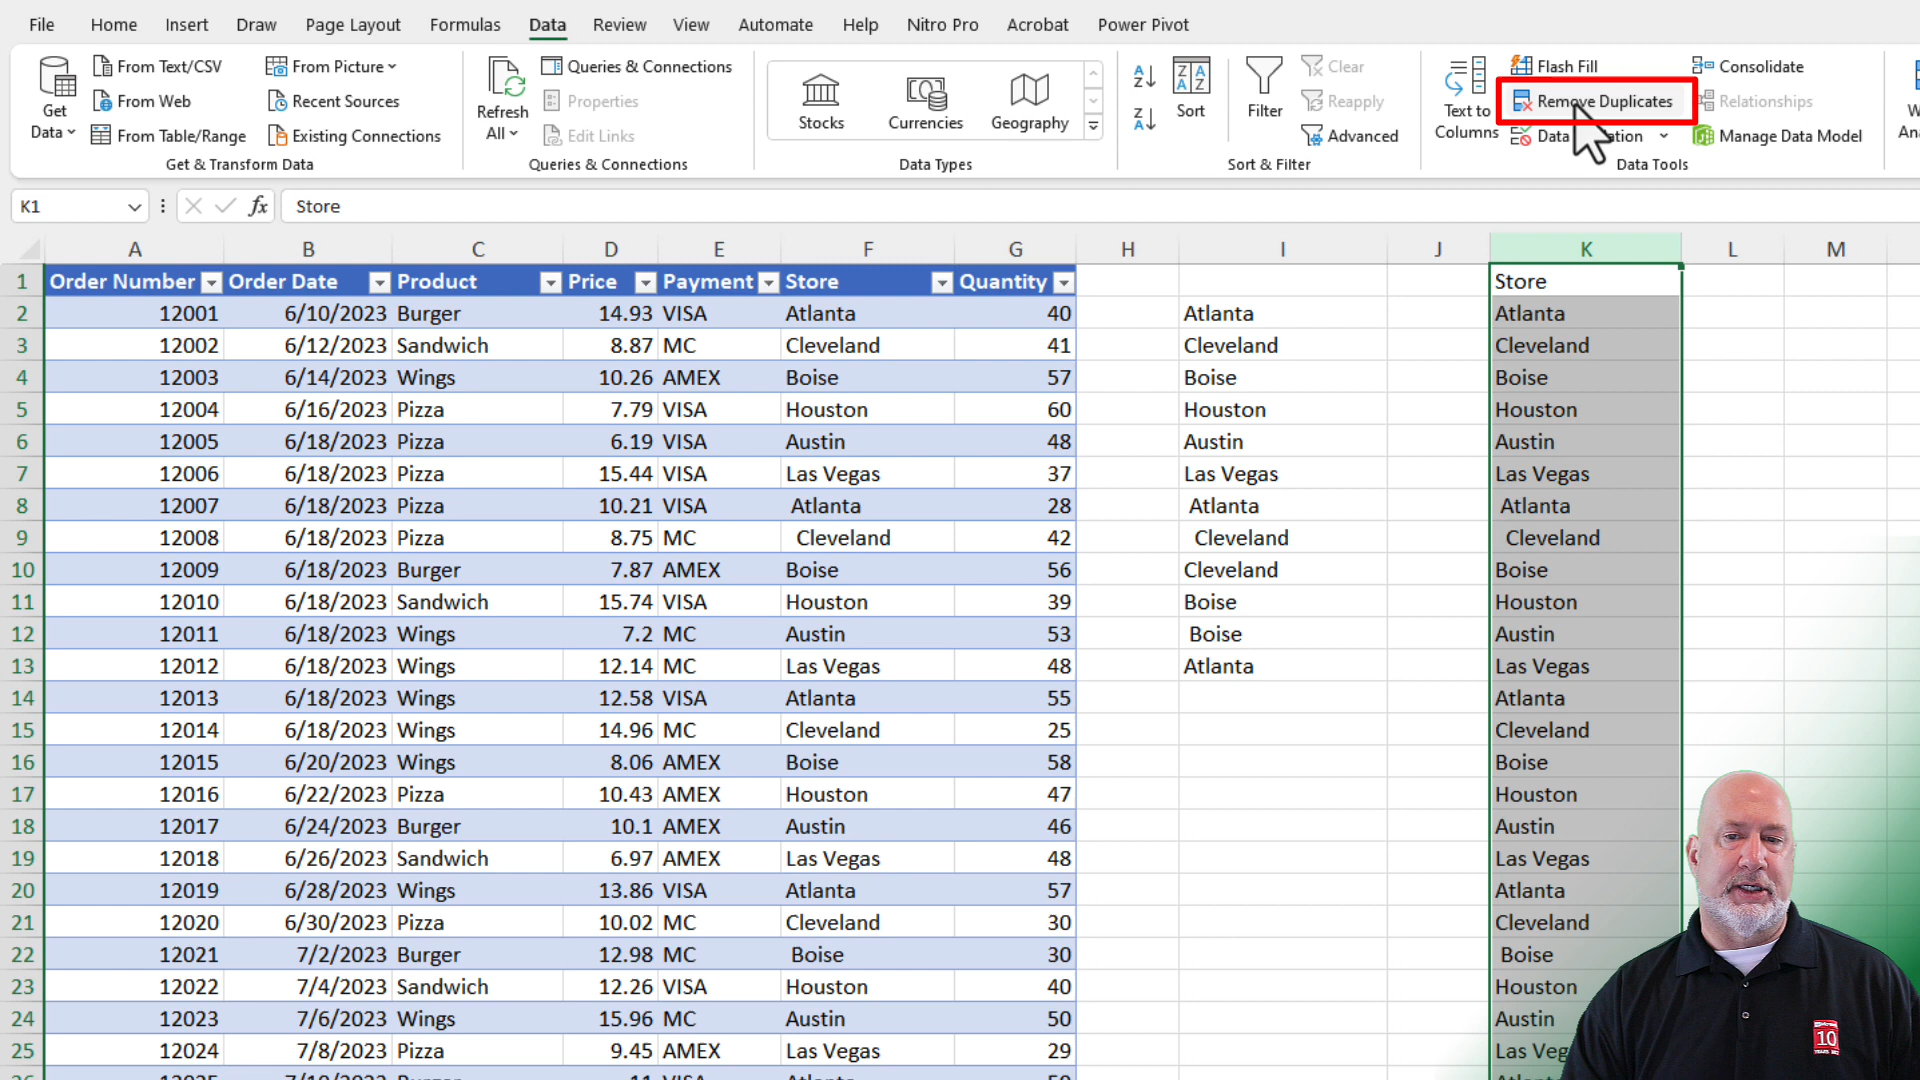 File Home Insert Draw Page Layout Formulas Data Review View Automate Help Nitro Pro Acrobat Power Pivot
Get Data
From Text/CSV
From Web
From Table/Range
From Picture
Recent Sources
Existing Connections
Get & Transform Data
Refresh All
Queries & Connections
Properties
Edit Links
Queries & Connections
Stocks
Currencies
Geography
Data Types
Sort
Filter
Clear
Reapply
Advanced
Sort & Filter
Text to Columns
Flash Fill
Remove Duplicates
Data
Consolidate
Relationships
Manage Data Model
Data Tools
K1 fx Store
A B C D E F G H I J K L M
1 Order Number Order Date Product Price Payment Store Quantity Store
2 12001 6/10/2023 Burger 14.93 VISA Atlanta 40 Atlanta Atlanta
3 12002 6/12/2023 Sandwich 8.87 MC Cleveland 41 Cleveland Cleveland
4 12003 6/14/2023 Wings 10.26 AMEX Boise 57 Boise Boise
5 12004 6/16/2023 Pizza 7.79 VISA Houston 60 Houston Houston
6 12005 6/18/2023 Pizza 6.19 VISA Austin 48 Austin Austin
7 12006 6/18/2023 Pizza 15.44 VISA Las Vegas 37 Las Vegas Las Vegas
8 12007 6/18/2023 Pizza 10.21 VISA Atlanta 28 Atlanta Atlanta
9 12008 6/18/2023 Pizza 8.75 MC Cleveland 42 Cleveland Cleveland
10 12009 6/18/2023 Burger 7.87 AMEX Boise 56 Cleveland Boise
11 12010 6/18/2023 Sandwich 15.74 VISA Houston 39 Boise Houston
12 12011 6/18/2023 Wings 7.2 MC Austin 53 Boise Austin
13 12012 6/18/2023 Wings 12.14 MC Las Vegas 48 Atlanta Las Vegas
14 12013 6/18/2023 Wings 12.58 VISA Atlanta 55 Atlanta
15 12014 6/18/2023 Wings 14.96 MC Cleveland 25 Cleveland
16 12015 6/20/2023 Wings 8.06 AMEX Boise 58 Boise
17 12016 6/22/2023 Pizza 10.43 AMEX Houston 47 Houston
18 12017 6/24/2023 Burger 10.1 AMEX Austin 46 Austin
19 12018 6/26/2023 Sandwich 6.97 AMEX Las Vegas 48 Las Vegas
20 12019 6/28/2023 Wings 13.86 VISA Atlanta 57 Atlanta
21 12020 6/30/2023 Pizza 10.02 MC Cleveland 30 Cleveland
22 12021 7/2/2023 Burger 12.98 MC Boise 30 Boise
23 12022 7/4/2023 Sandwich 12.26 VISA Houston 40 Houston
24 12023 7/6/2023 Wings 15.96 MC Austin 50 Austin
25 12024 7/8/2023 Pizza 9.45 AMEX Las Vegas 29 Las
10